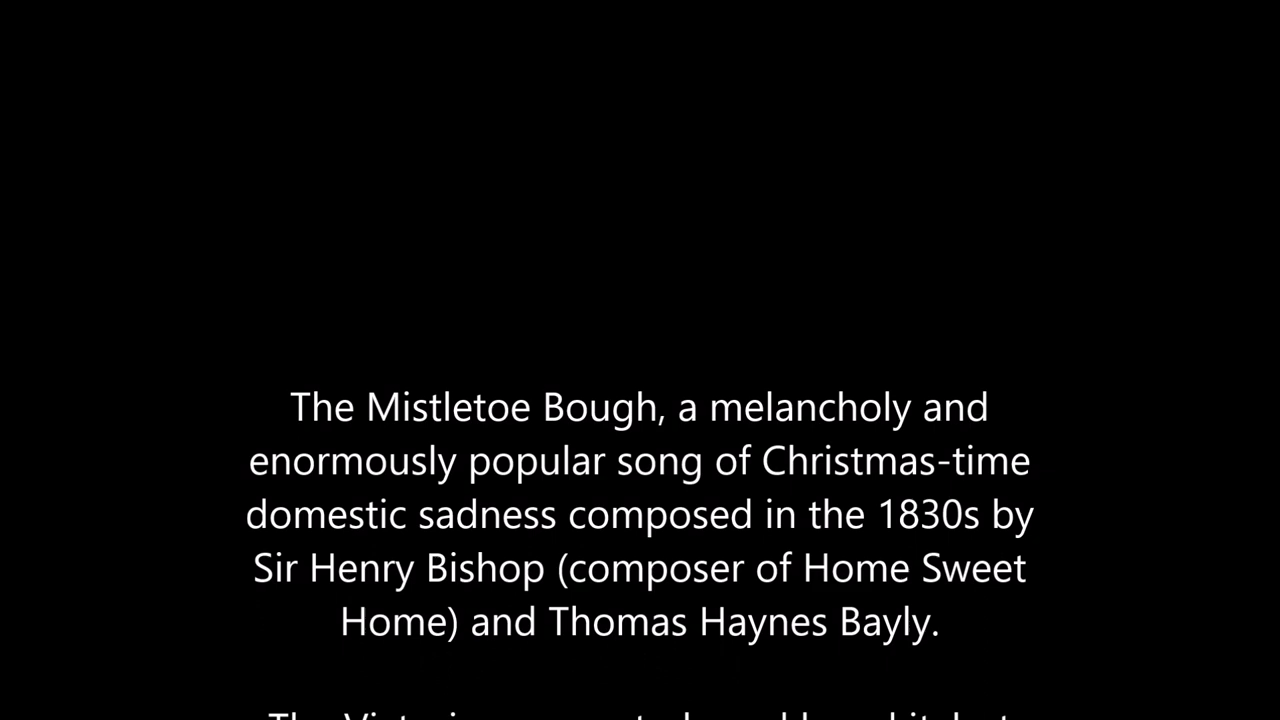 The Mistletoe Bough, a melancholy and
enormously popular song of Christmas-time
domestic sadness composed in the 1830s by
Sir Henry Bishop (composer of Home Sweet
Home) and Thomas Haynes Bayly.
The